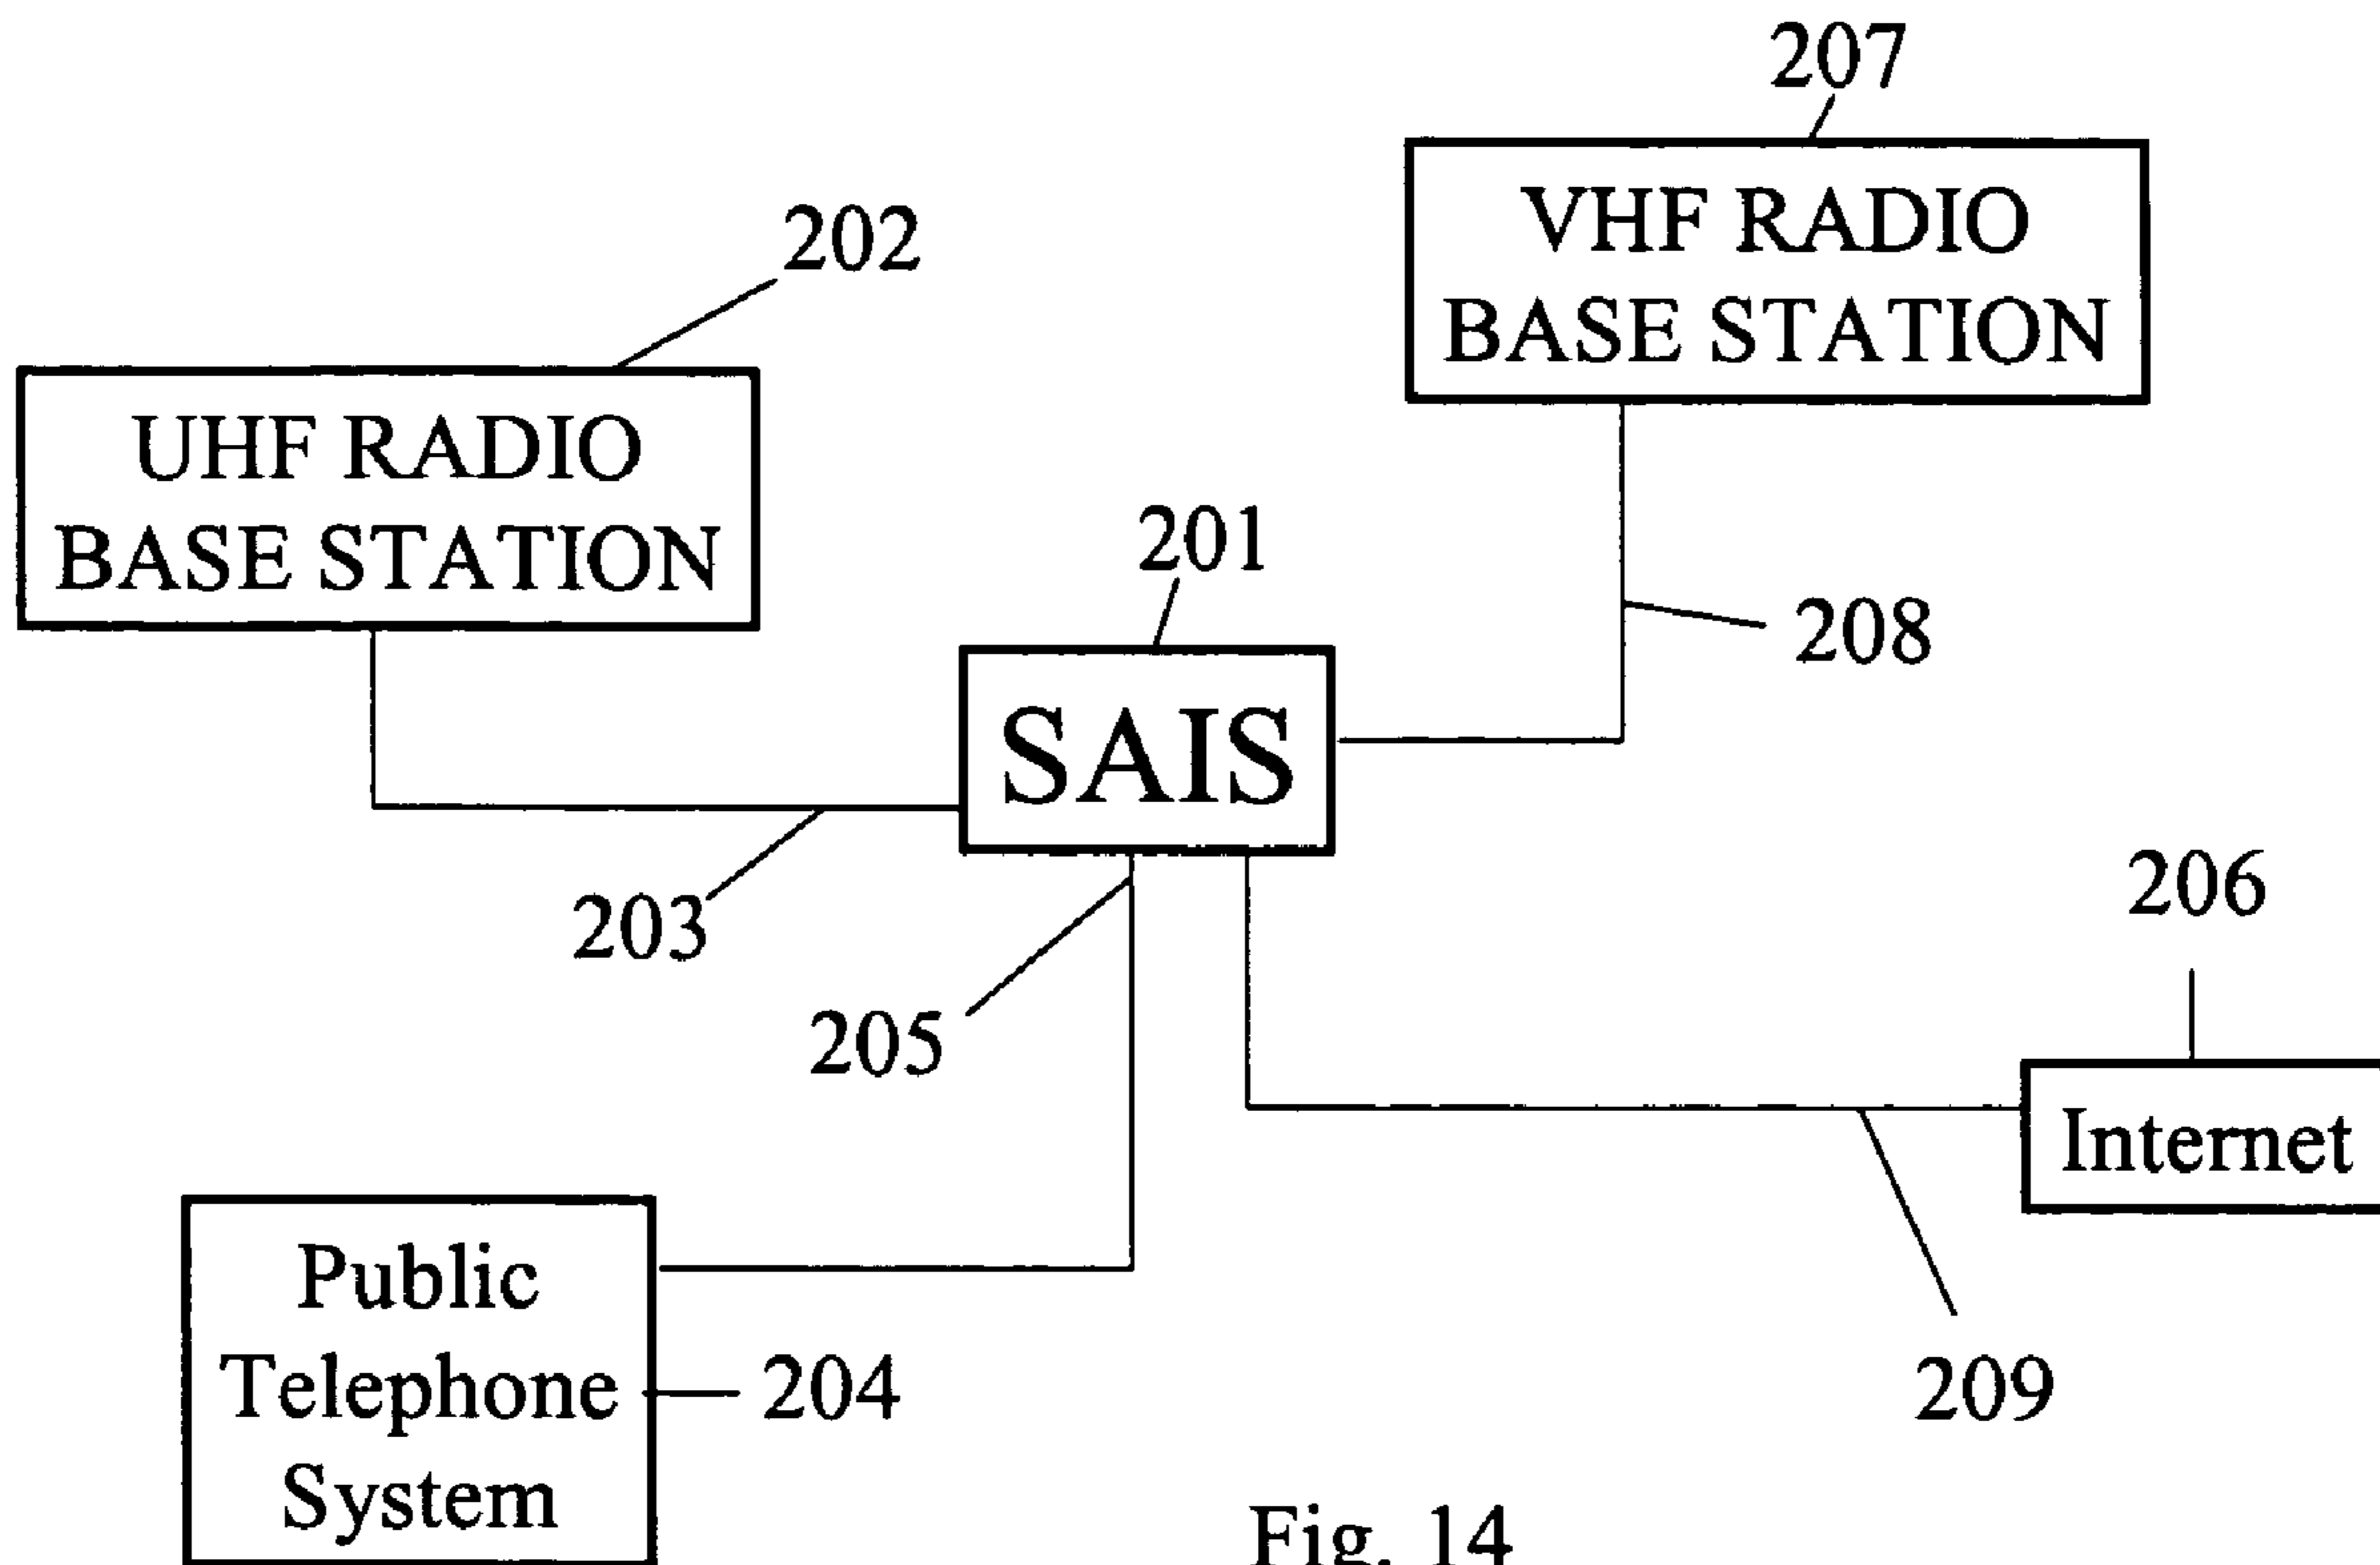 207
VHF RADIO
BASE STATION
202
UHF RADIO
BASE STATION
201
SAIS
208
203
205
206
Internet
Public
Telephone
System
204
209
Fig. 14